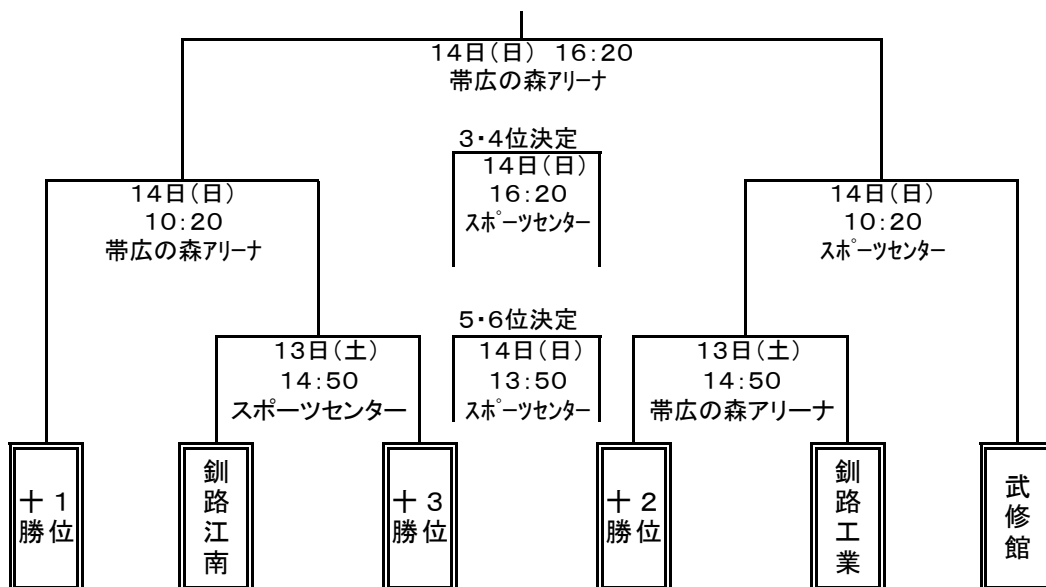 14日(日) 16:20
帯広の森アリーナ
3・4位決定
14日(日)
16:20
スポーツセンター
14日(日)
10:20
帯広の森アリーナ
14日(日)
10:20
スポーツセンター
5・6位決定
14日(日)
13:50
スポーツセンター
13日(土)
14:50
スポーツセンター
13日(土)
14:50
帯広の森アリーナ
十勝1位
釧路江南
十勝3位
十勝2位
釧路工業
武修館